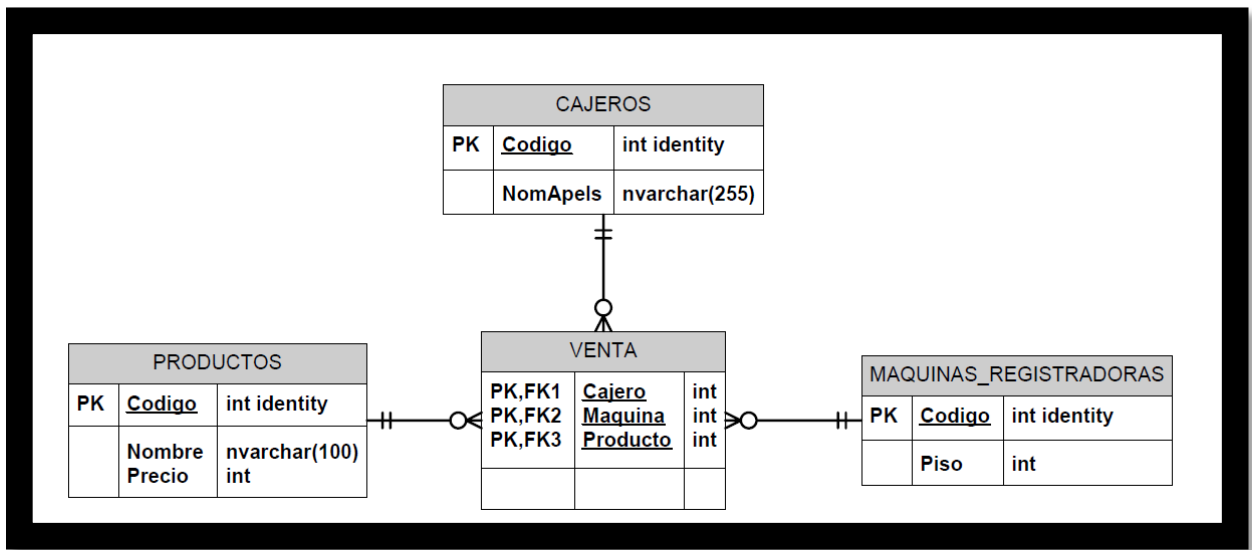 CAJEROS
PK Codigo int identity
NomApels nvarchar(255)
PRODUCTOS
PK Codigo int identity
Nombre nvarchar(100)
Precio int
VENTA
PK,FK1 Cajero int
PK,FK2 Maquina int
PK,FK3 Producto int
MAQUINAS_REGISTRADORAS
PK Codigo int identity
Piso int